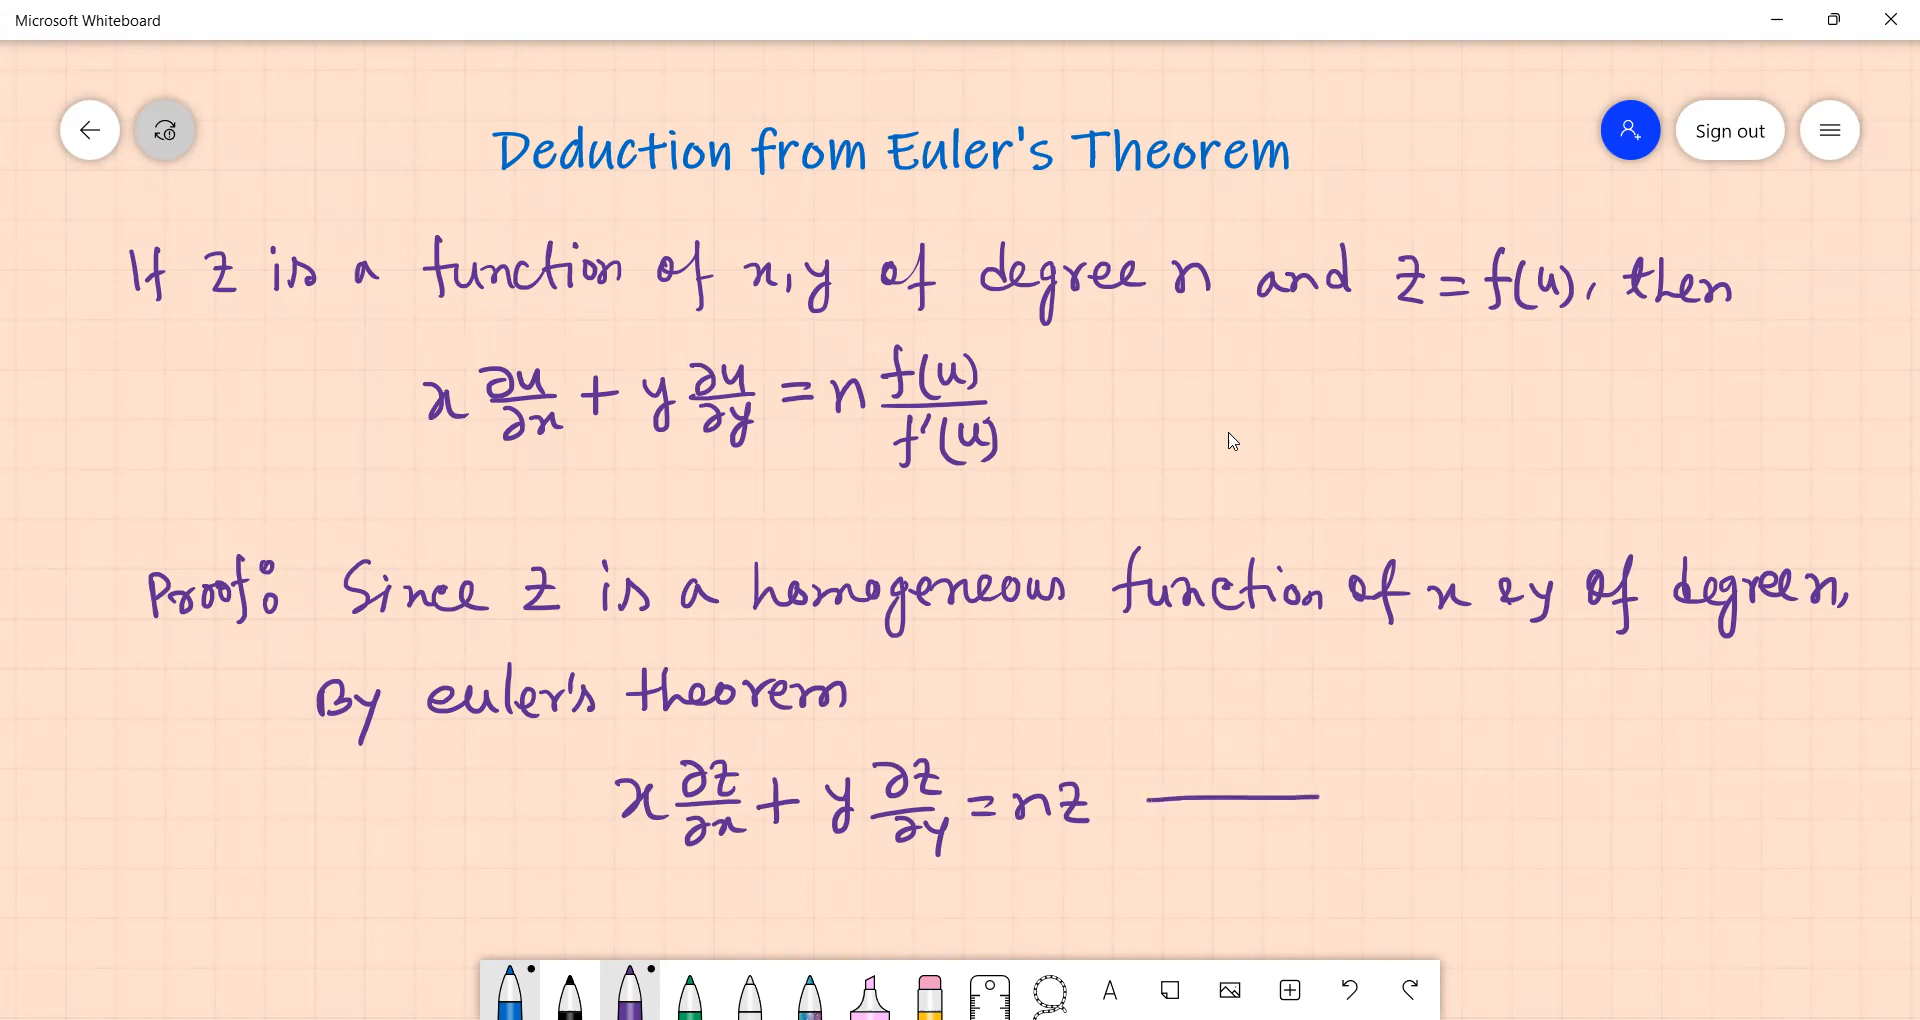 Microsoft Whiteboard
Sign out
Deduction from Euler's Theorem
If z is a function of x, y of degree n and z = f(u), then
x ∂u/∂x + y ∂u/∂y = n f(u)/f'(u)
Proof: Since z is a homogeneous function of x & y of degree n,
By euler's theorem
x ∂z/∂x + y ∂z/∂y = nz ———
A